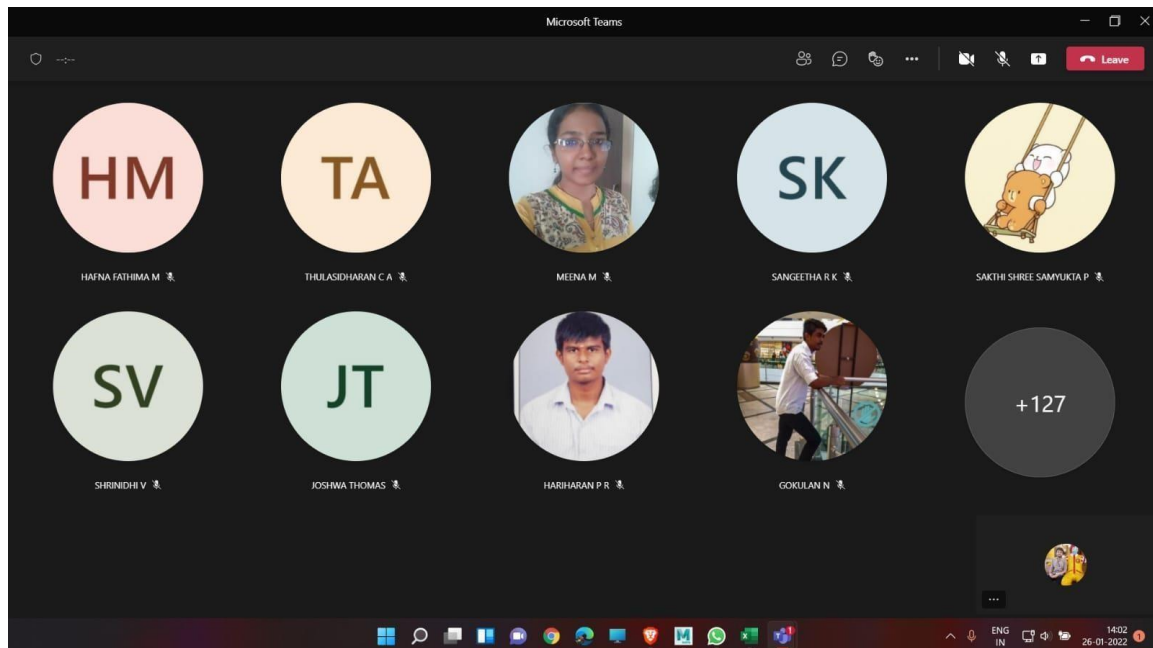 Microsoft Teams
--:--
Leave
HM
TA
SK
HAFNA FATHIMA M
THULASIDHARAN C A
MEENA M
SANGEETHA R K
SAKTHI SHREE SAMYUKTA P
SV
JT
+127
SHRINIDHI V
JOSHWA THOMAS
HARIHARAN P R
GOKULAN N
ENG
IN
14:02
26-01-2022
1